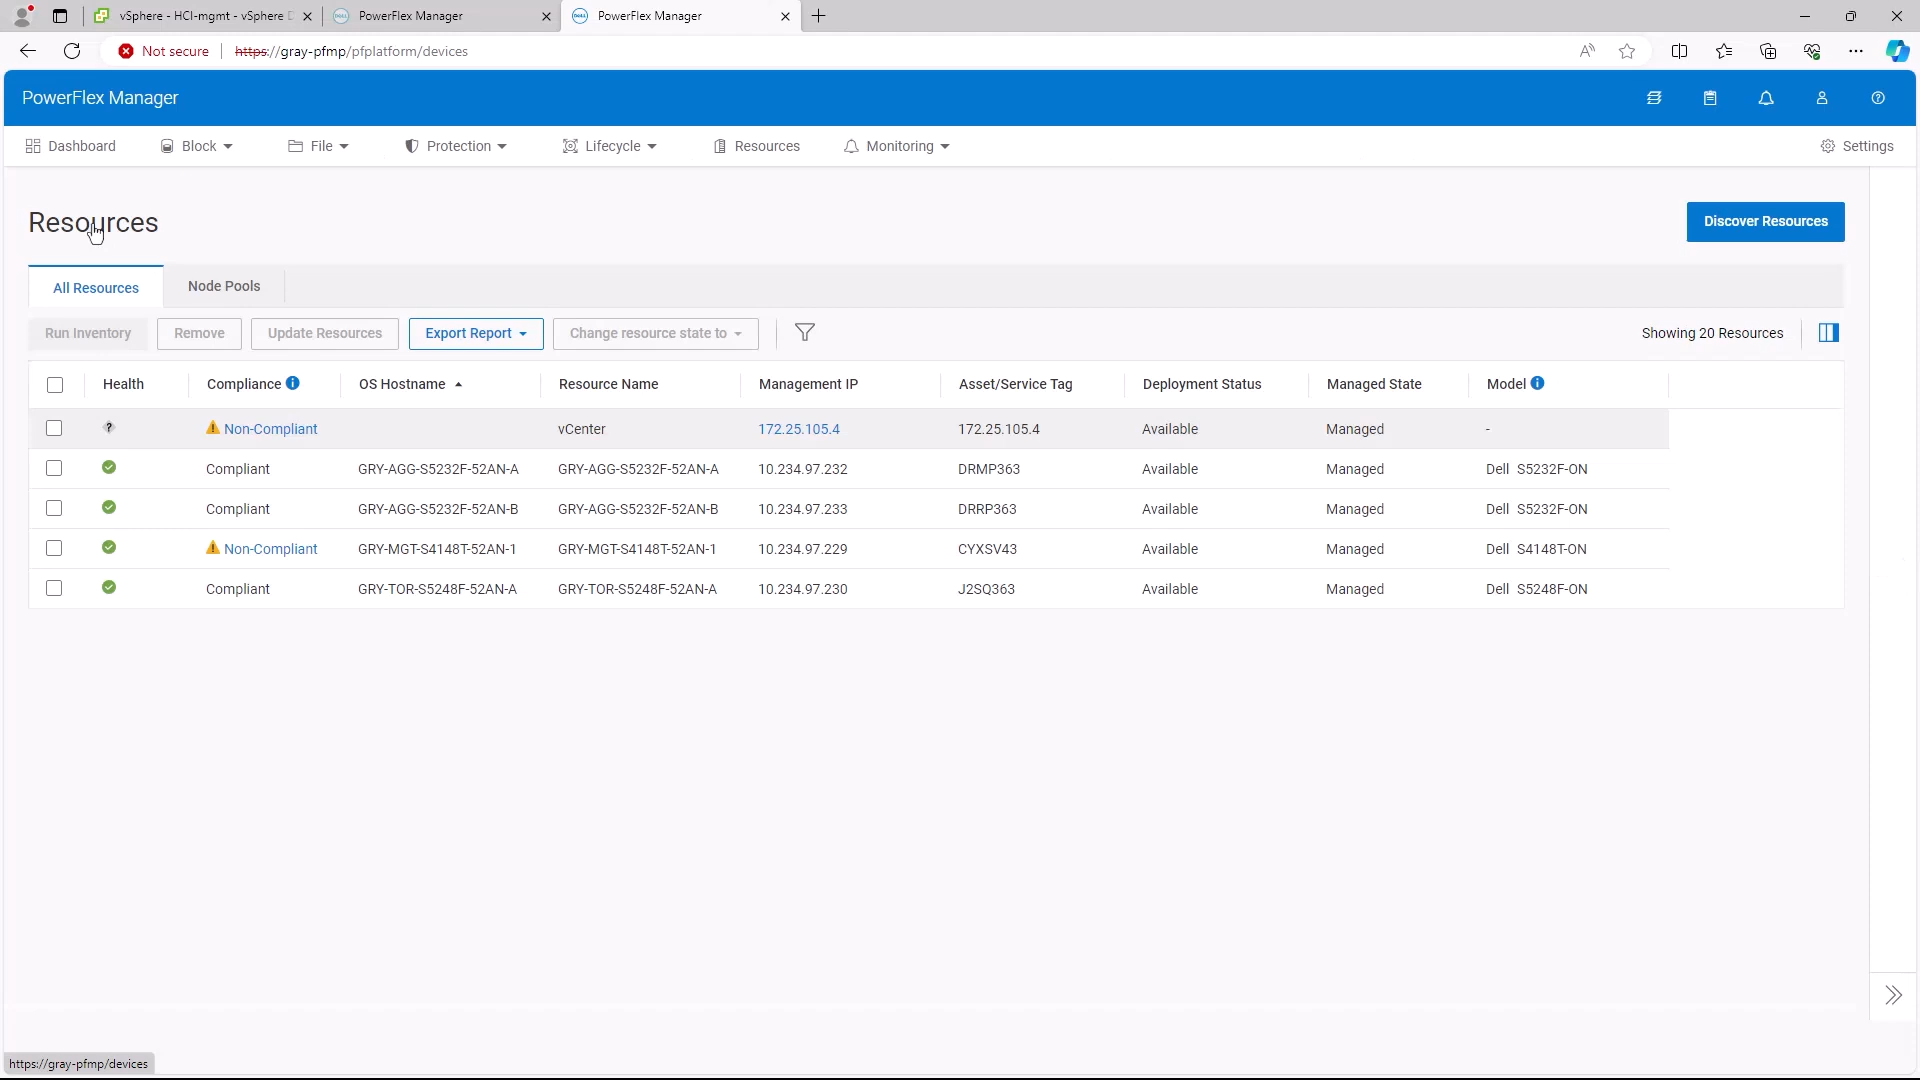 vSphere - HCI-mgmt - vSphere
PowerFlex Manager
PowerFlex Manager
Not secure
https://gray-pfmp/pfplatform/devices
PowerFlex Manager
Dashboard
Block
File
Protection
Lifecycle
Resources
Monitoring
Settings
Resources
Discover Resources
All Resources
Node Pools
Run Inventory
Remove
Update Resources
Export Report
Change resource state to
Showing 20 Resources
Health Compliance OS Hostname Resource Name Management IP Asset/Service Tag Deployment Status Managed State Model
? Non-Compliant vCenter 172.25.105.4 172.25.105.4 Available Managed -
Compliant GRY-AGG-S5232F-52AN-A GRY-AGG-S5232F-52AN-A 10.234.97.232 DRMP363 Available Managed Dell S5232F-ON
Compliant GRY-AGG-S5232F-52AN-B GRY-AGG-S5232F-52AN-B 10.234.97.233 DRRP363 Available Managed Dell S5232F-ON
Non-Compliant GRY-MGT-S4148T-52AN-1 GRY-MGT-S4148T-52AN-1 10.234.97.229 CYXSV43 Available Managed Dell S4148T-ON
Compliant GRY-TOR-S5248F-52AN-A GRY-TOR-S5248F-52AN-A 10.234.97.230 J2SQ363 Available Managed Dell S5248F-ON
https://gray-pfmp/devices